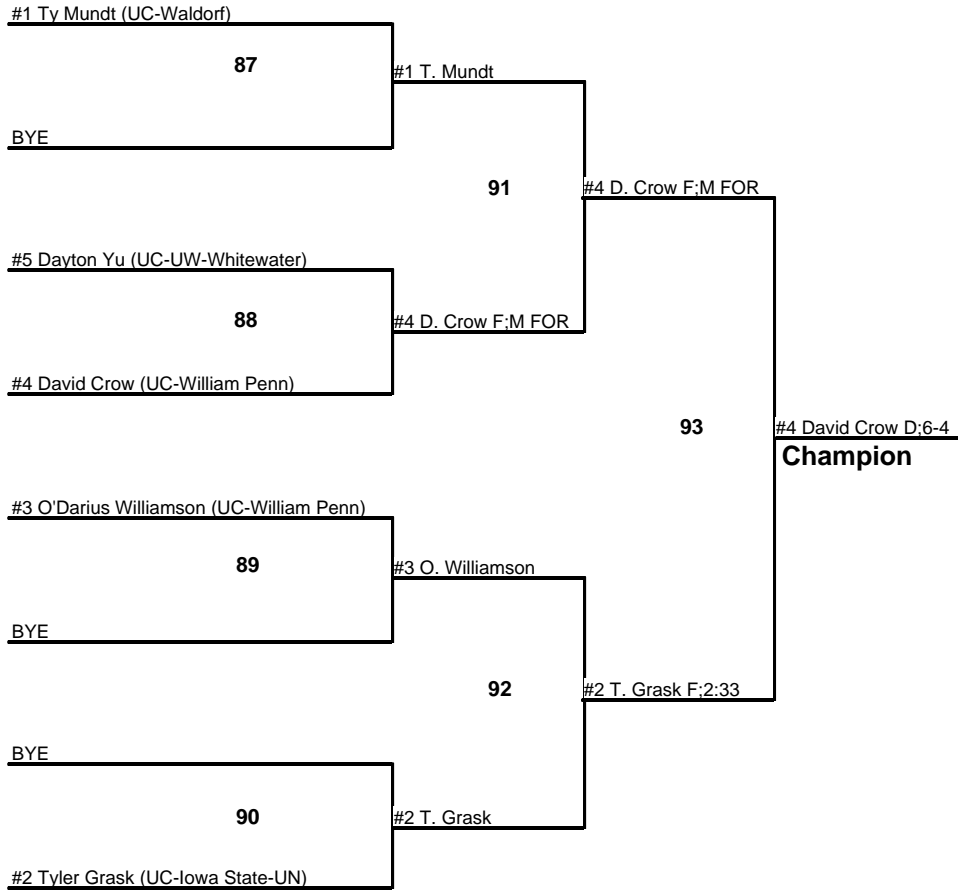 #1 Ty Mundt (UC-Waldorf)
87
#1 T. Mundt
BYE
91
#4 D. Crow F;M FOR
#5 Dayton Yu (UC-UW-Whitewater)
88
#4 D. Crow F;M FOR
#4 David Crow (UC-William Penn)
93
#4 David Crow D;6-4
Champion
#3 O'Darius Williamson (UC-William Penn)
89
#3 O. Williamson
BYE
92
#2 T. Grask F;2:33
BYE
90
#2 T. Grask
#2 Tyler Grask (UC-Iowa State-UN)